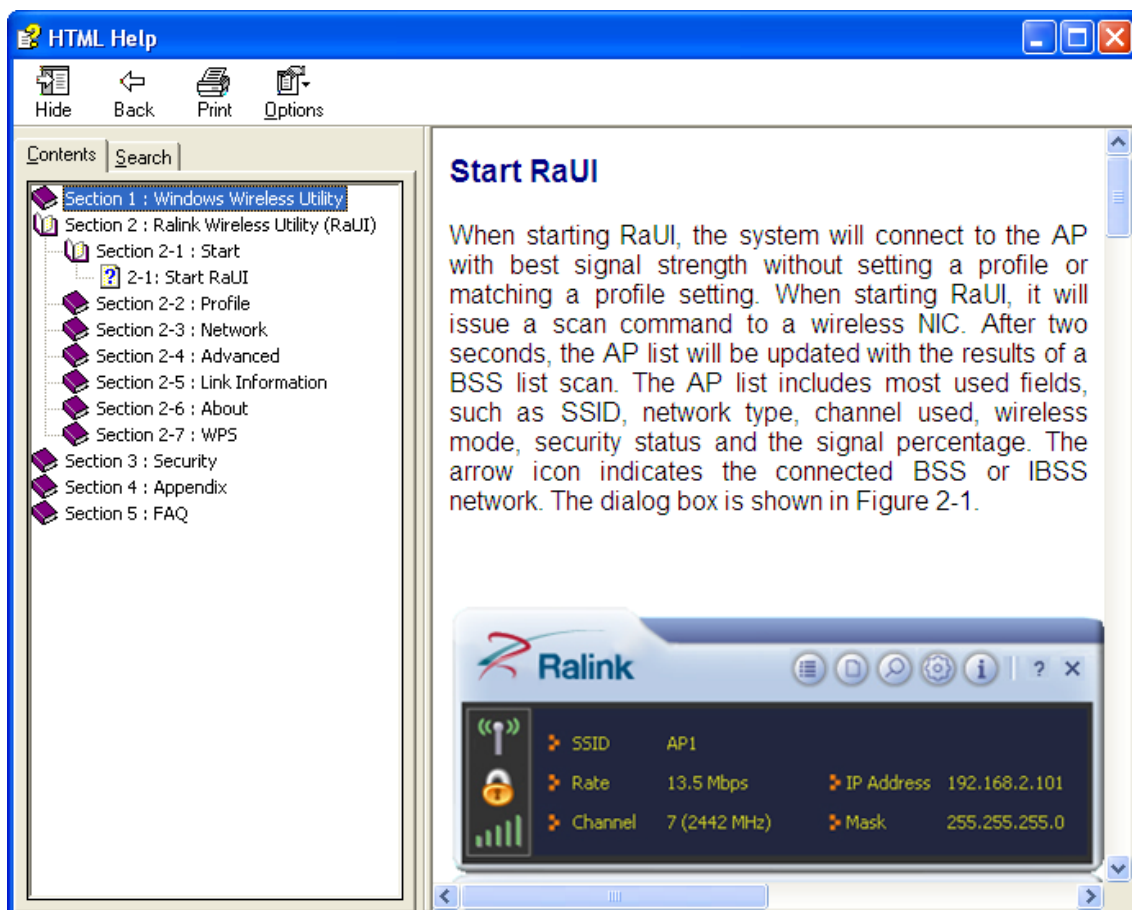 HTML Help
Hide Back Print Options
Contents Search
Section 1 : Windows Wireless Utility
Section 2 : Ralink Wireless Utility (RaUI)
Section 2-1 : Start
2-1: Start RaUI
Section 2-2 : Profile
Section 2-3 : Network
Section 2-4 : Advanced
Section 2-5 : Link Information
Section 2-6 : About
Section 2-7 : WPS
Section 3 : Security
Section 4 : Appendix
Section 5 : FAQ
Start RaUI
When starting RaUI, the system will connect to the AP
with best signal strength without setting a profile or
matching a profile setting. When starting RaUI, it will
issue a scan command to a wireless NIC. After two
seconds, the AP list will be updated with the results of a
BSS list scan. The AP list includes most used fields,
such as SSID, network type, channel used, wireless
mode, security status and the signal percentage. The
arrow icon indicates the connected BSS or IBSS
network. The dialog box is shown in Figure 2-1.
Ralink
SSID AP1
Rate 13.5 Mbps IP Address 192.168.2.101
Channel 7 (2442 MHz) Mask 255.255.255.0